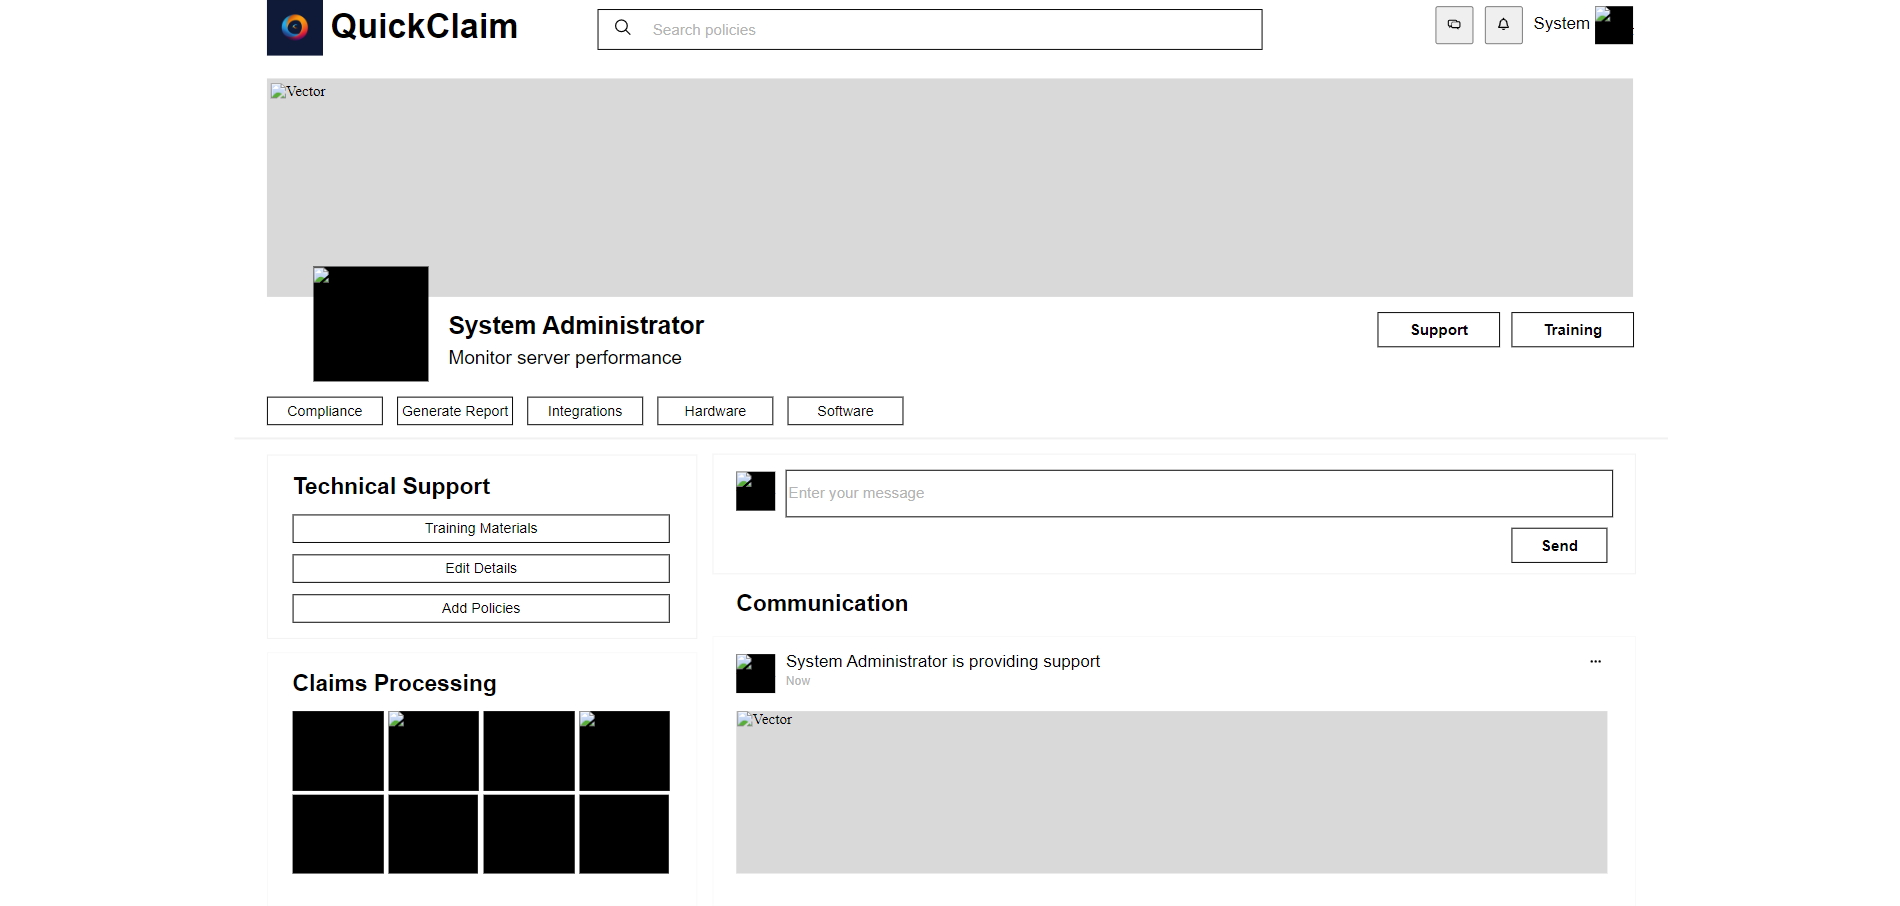 QuickClaim
Search policies
System
Vector
System Administrator
Monitor server performance
Support
Training
Compliance
Generate Report
Integrations
Hardware
Software
Technical Support
Training Materials
Edit Details
Add Policies
Claims Processing
Enter your message
Send
Communication
System Administrator is providing support
Now
...
Vector